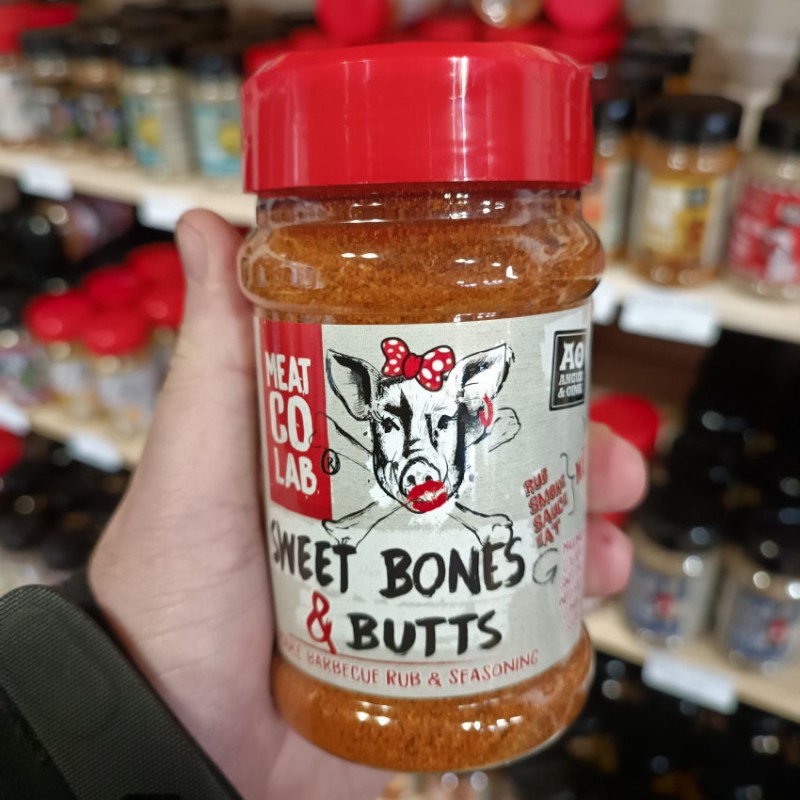 MEAT
CO
LAB
®
AO
ANGUS
& OINK
RUB
SMOKE
SAUCE
EAT
SWEET BONES
& BUTTS
BARBECUE RUB & SEASONING